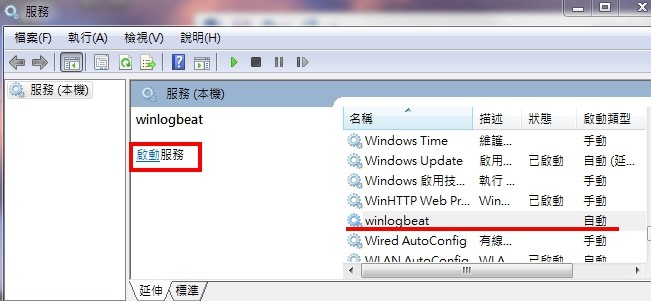 服務
檔案(F) 執行(A) 檢視(V) 說明(H)
服務 (本機)
服務 (本機)
winlogbeat
啟動服務
名稱 描述 狀態 啟動類型
Windows Time 維護... 手動
Windows Update 啟用... 已啟動 自動 (延...
Windows 啟用技... 執行 ... 手動
WinHTTP Web Pr... Win... 已啟動 手動
winlogbeat 自動
Wired AutoConfig 有線... 手動
WLAN AutoConfig WLA... 已啟動 自動
延伸 標準